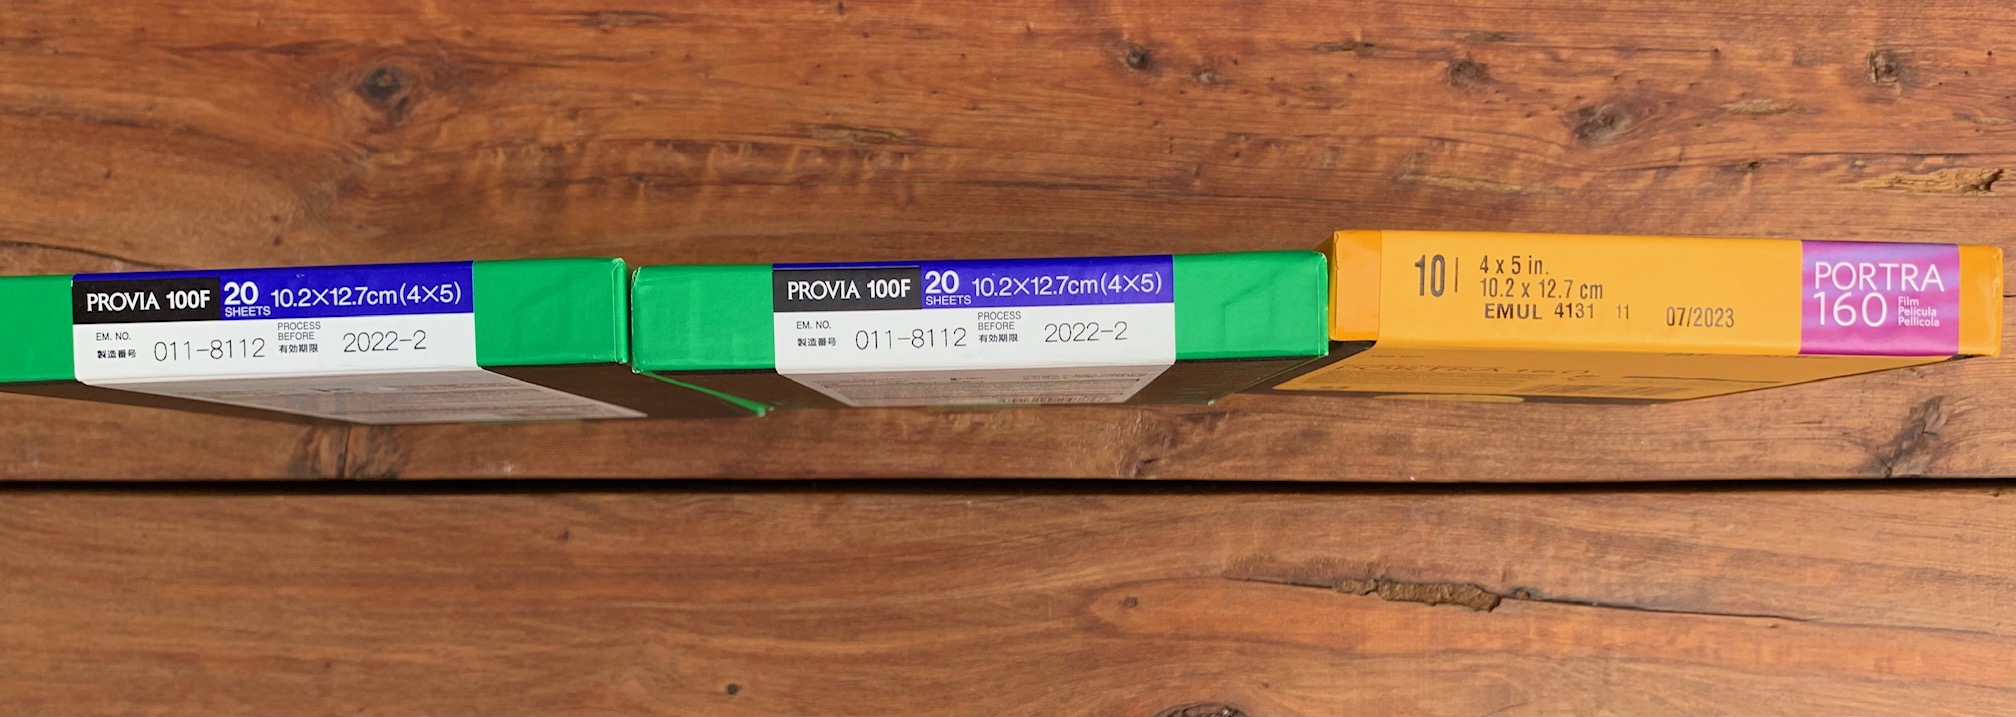 PROVIA 100F 20 SHEETS 10.2×12.7cm(4×5)
EM. NO. 製造番号 011-8112 PROCESS BEFORE 有効期限 2022-2
PROVIA 100F 20 SHEETS 10.2×12.7cm(4×5)
EM. NO. 製造番号 011-8112 PROCESS BEFORE 有効期限 2022-2
10
4 x 5 in.
10.2 x 12.7 cm
EMUL 4131 11 07/2023
PORTRA
160
Film
Película
Pellicola
PORTRA 160